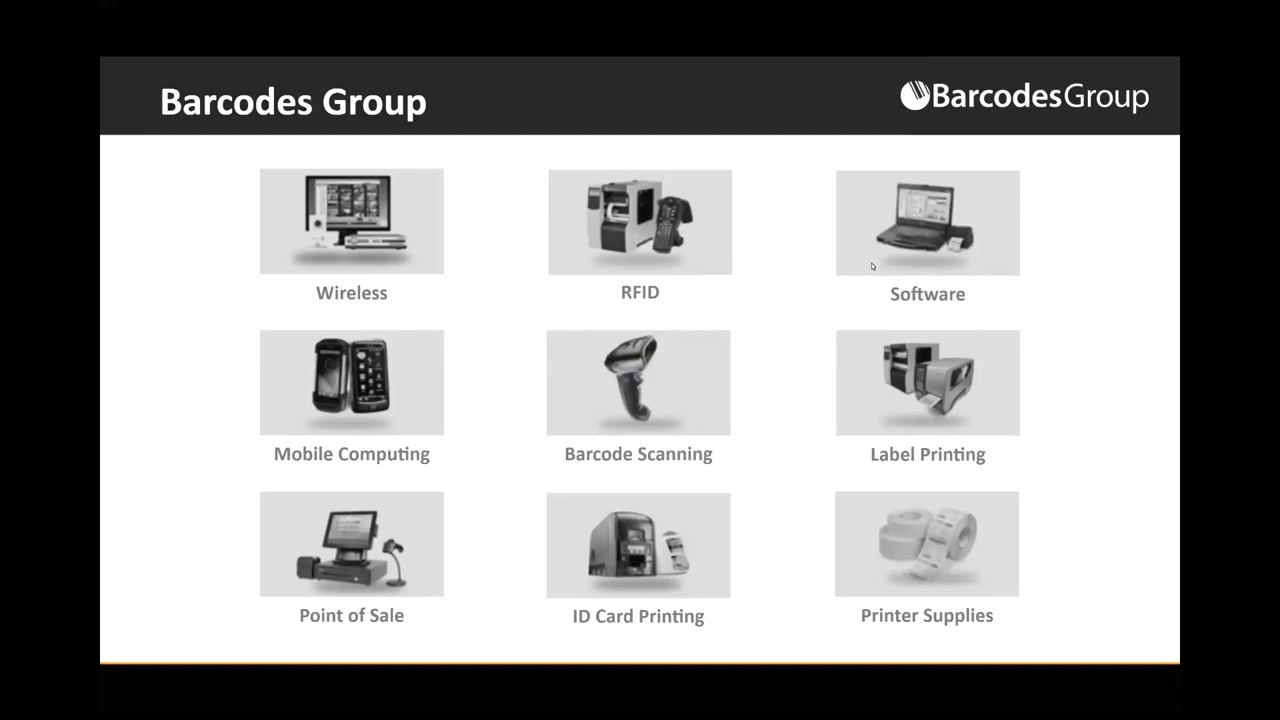 Barcodes Group
BarcodesGroup
Wireless
RFID
Software
Mobile Computing
Barcode Scanning
Label Printing
Point of Sale
ID Card Printing
Printer Supplies